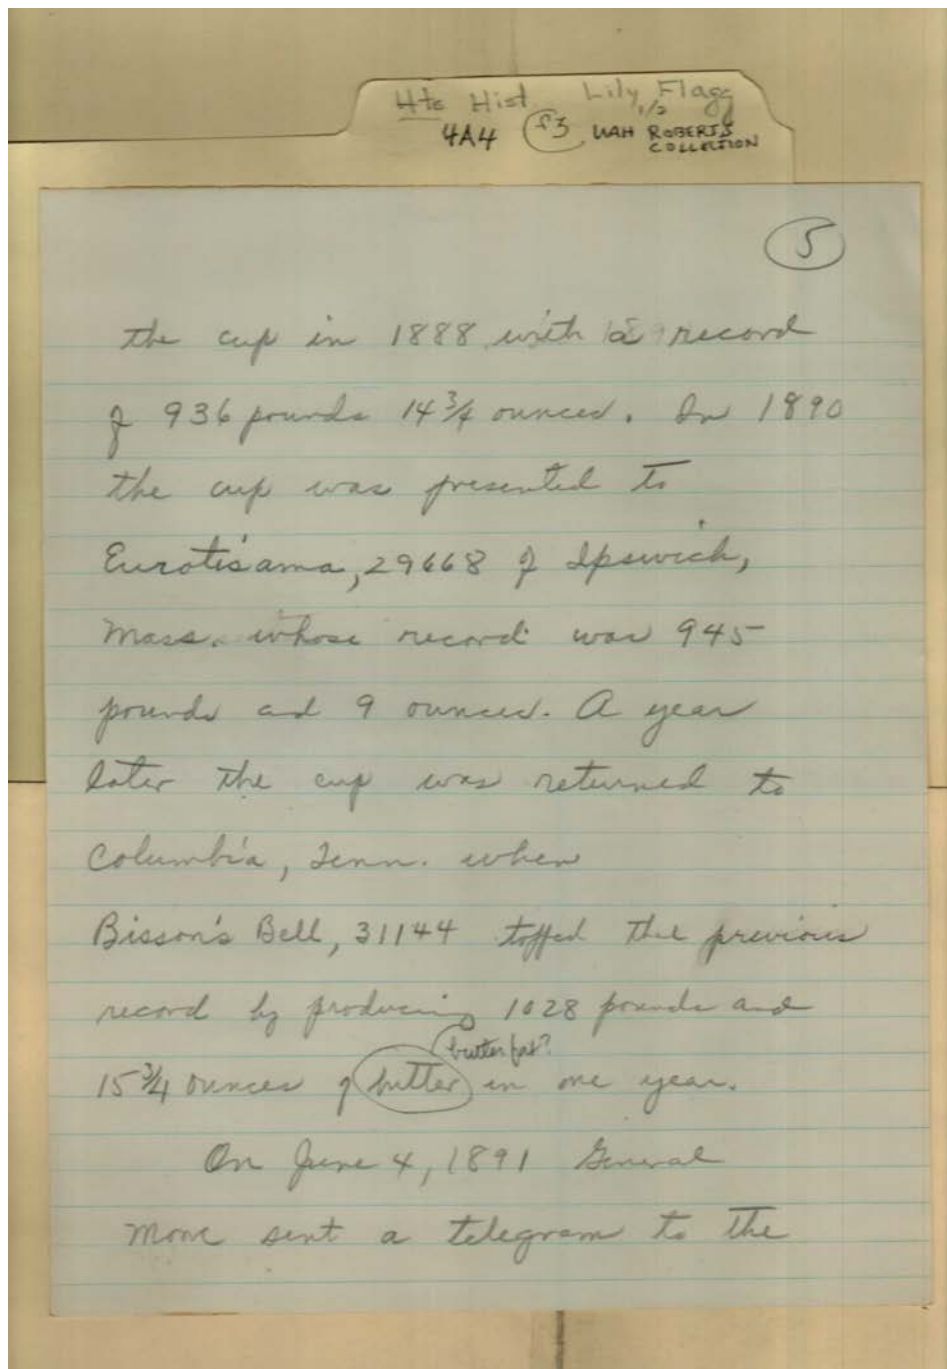 Hts Hist Lily Flagg
1/2
4A4 f3 UAH ROBERTS
COLLECTION
5
the cup in 1888 with a record
of 936 pounds 14 3/4 ounces. In 1890
the cup was presented to
Eurotisama, 29668 of Ipswich,
Mass. whose record was 945
pounds and 9 ounces. A year
later the cup was returned to
Columbia, Tenn. when
Bisson's Bell, 31144 topped the previous
record by producing 1028 pounds and
butter fat?
15 3/4 ounces of butter in one year.
On June 4, 1891 General
Moore sent a telegram to the